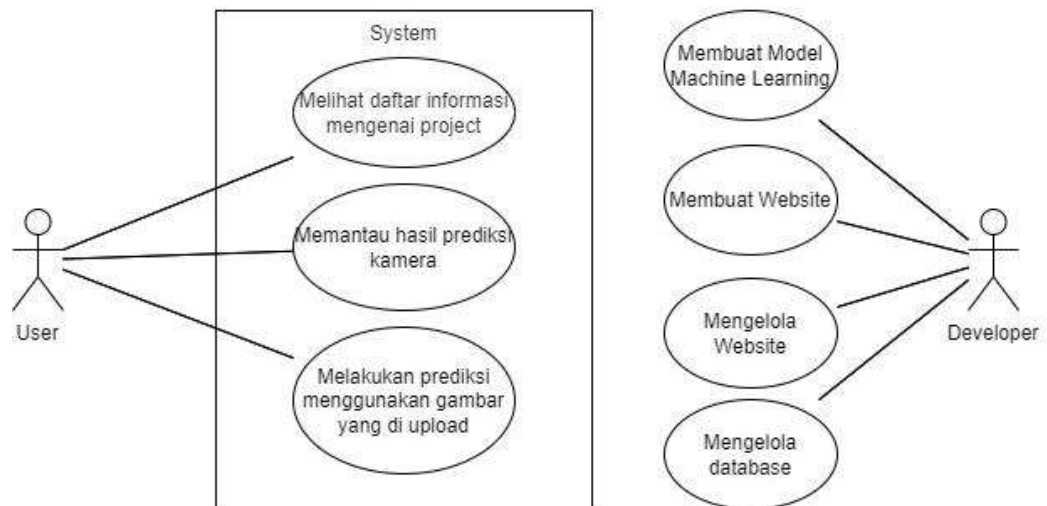 System
Melihat daftar informasi
mengenai project
Memantau hasil prediksi
kamera
Melakukan prediksi
menggunakan gambar
yang di upload
User
Membuat Model
Machine Learning
Membuat Website
Mengelola
Website
Mengelola
database
Developer